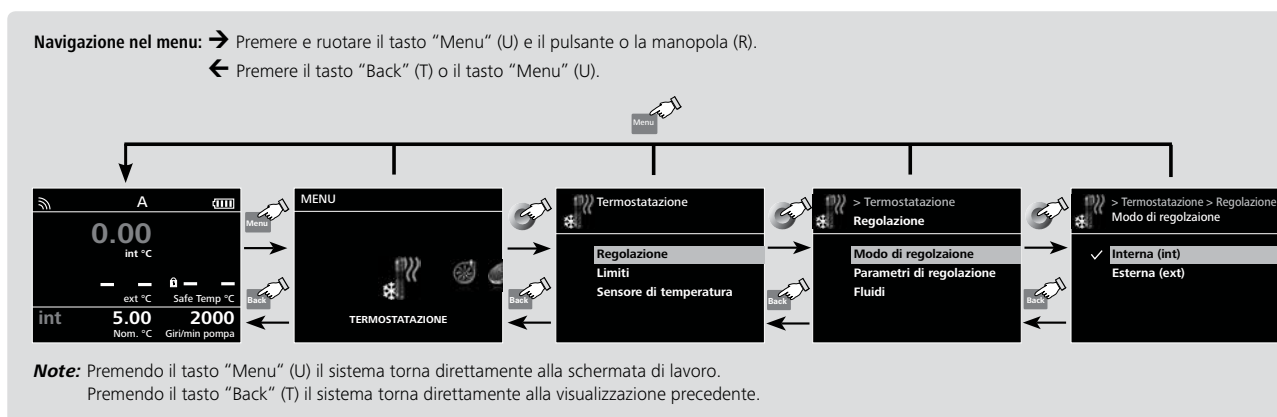 Navigazione nel menu: → Premere e ruotare il tasto “Menu” (U) e il pulsante o la manopola (R).
← Premere il tasto “Back” (T) o il tasto “Menu” (U).
Menu
A
0.00
int °C
— — — —
ext °C Safe Temp °C
int 5.00 2000
Nom. °C Giri/min pompa
Menu
Back
MENU
TERMOSTATAZIONE
Back
Termostatazione
Regolazione
Limiti
Sensore di temperatura
Back
> Termostatazione
Regolazione
Modo di regolzaione
Parametri di regolazione
Fluidi
Back
> Termostatazione > Regolazione
Modo di regolzaione
✓ Interna (int)
Esterna (ext)
Note: Premendo il tasto “Menu” (U) il sistema torna direttamente alla schermata di lavoro.
Premendo il tasto “Back” (T) il sistema torna direttamente alla visualizzazione precedente.